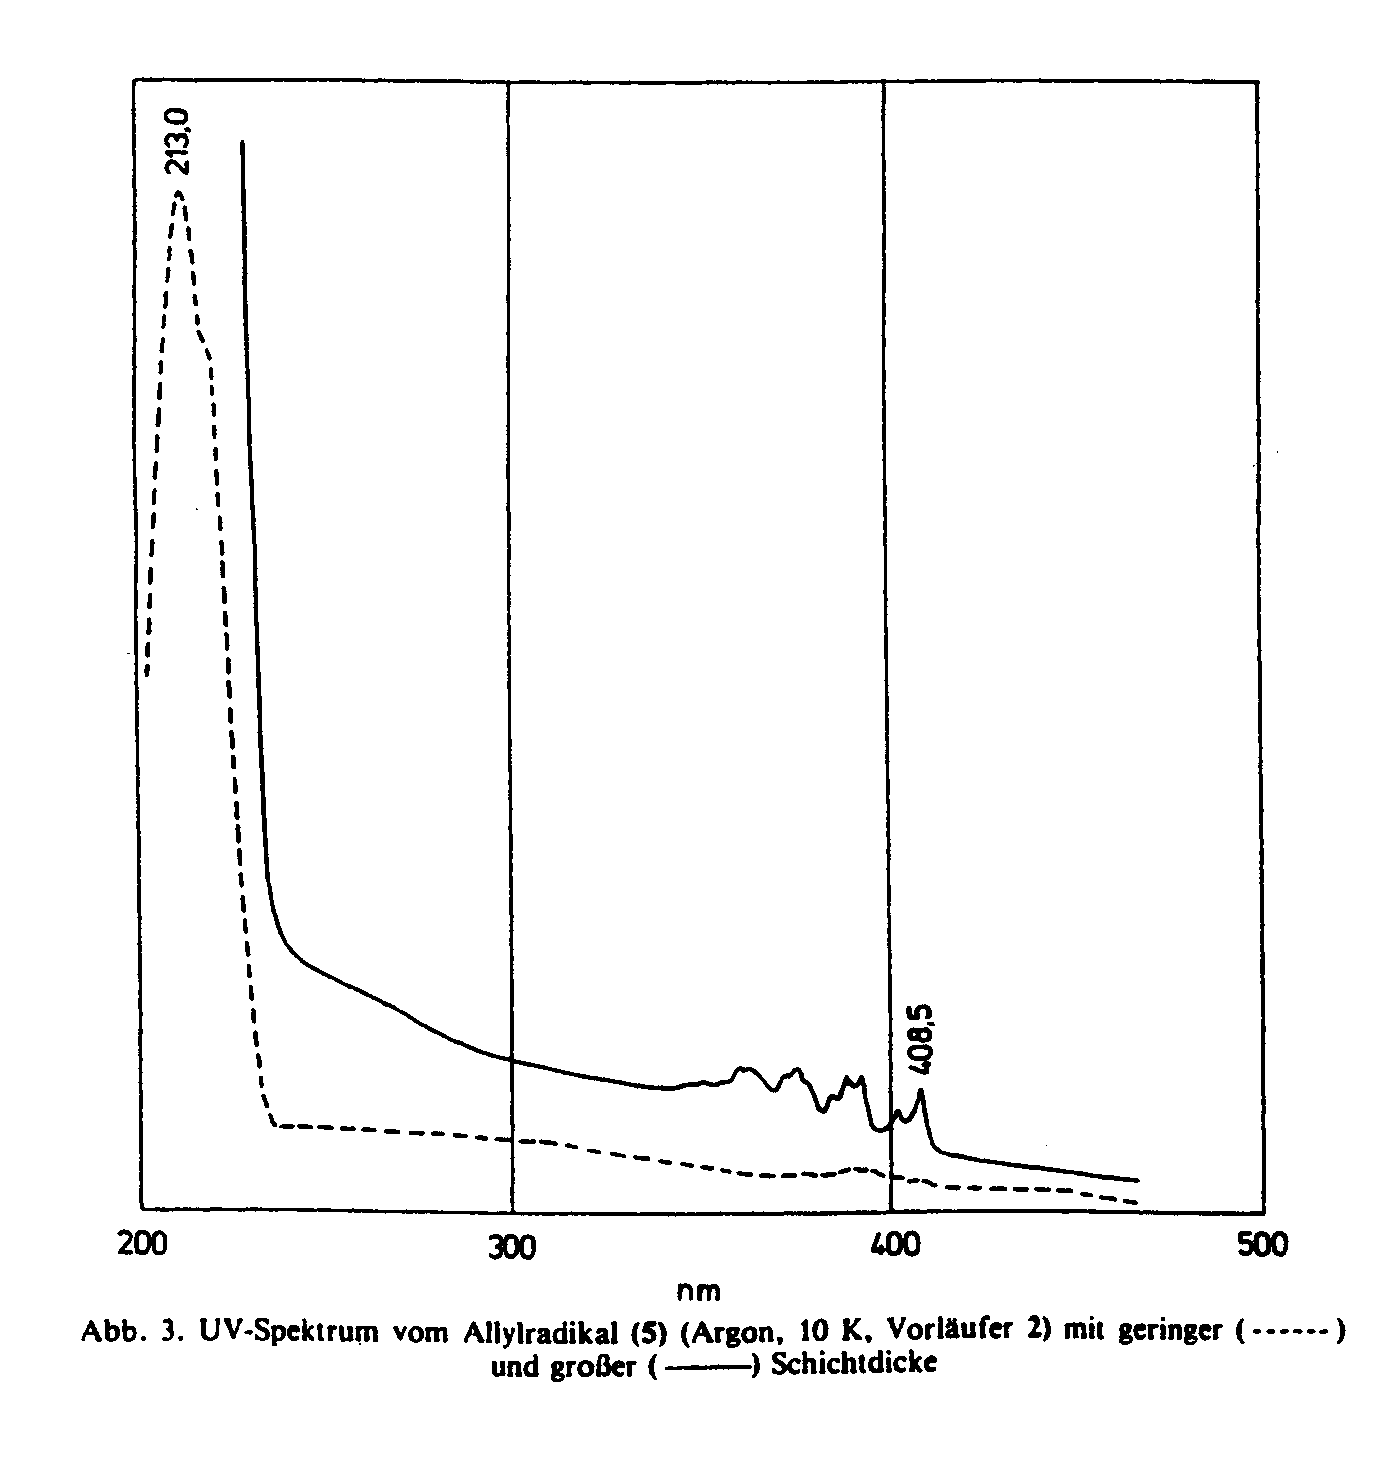 213,0
408,5
200 300 400 500
nm
Abb. 3. UV-Spektrum vom Allylradikal (5) (Argon, 10 K, Vorläufer 2) mit geringer (------)
und großer (———) Schichtdicke